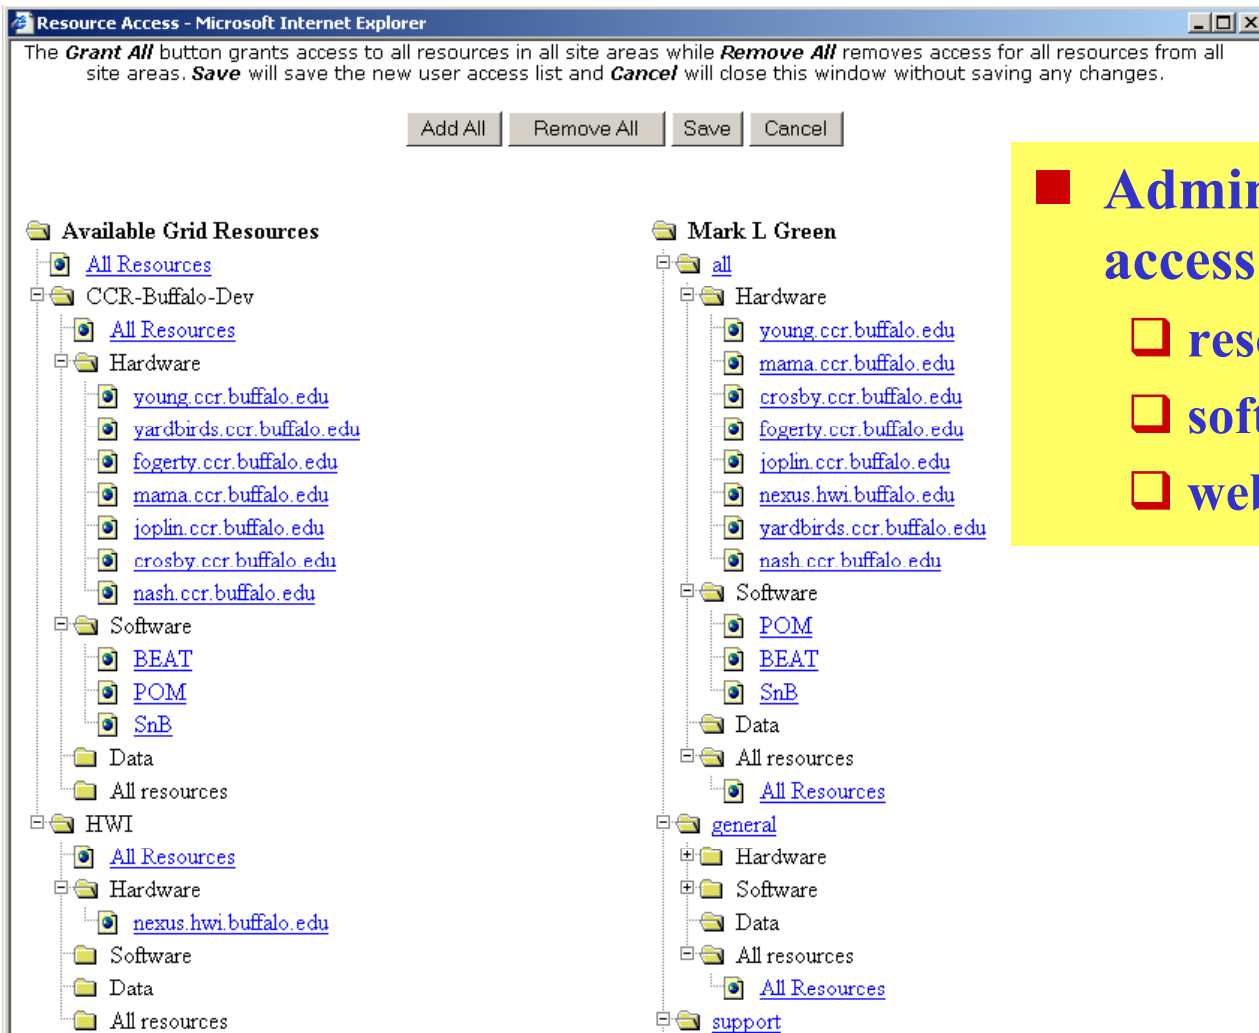 Resource Access - Microsoft Internet Explorer
The Grant All button grants access to all resources in all site areas while Remove All removes access for all resources from all
site areas. Save will save the new user access list and Cancel will close this window without saving any changes.
Add All Remove All Save Cancel
Available Grid Resources
All Resources
CCR-Buffalo-Dev
All Resources
Hardware
young.ccr.buffalo.edu
yardbirds.ccr.buffalo.edu
fogerty.ccr.buffalo.edu
mama.ccr.buffalo.edu
joplin.ccr.buffalo.edu
crosby.ccr.buffalo.edu
nash.ccr.buffalo.edu
Software
BEAT
POM
SnB
Data
All resources
HWI
All Resources
Hardware
nexus.hwi.buffalo.edu
Software
Data
All resources
Mark L Green
all
Hardware
young.ccr.buffalo.edu
mama.ccr.buffalo.edu
crosby.ccr.buffalo.edu
fogerty.ccr.buffalo.edu
joplin.ccr.buffalo.edu
nexus.hwi.buffalo.edu
yardbirds.ccr.buffalo.edu
nash.ccr.buffalo.edu
Software
POM
BEAT
SnB
Data
All resources
All Resources
general
Hardware
Software
Data
All resources
All Resources
support
access